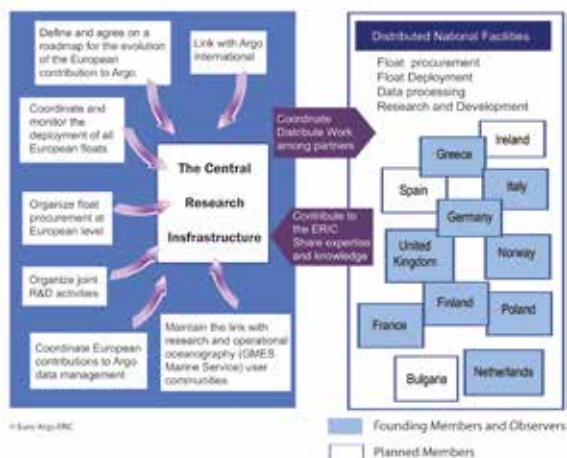 Define and agree on a
roadmap for the evolution
of the European
contribution to Argo.
Link with Argo
International
Coordinate and
monitor the
deployment of all
European floats
Organize float
procurement at
European level
Organize joint
R&D activities
Coordinate European
contributions to Argo
data management
Maintain the link with
research and operational
oceanography (GMES
Marine Service) user
communities
The Central
Research
Insfrastructure
Coordinate
Distribute Work
among partners
Contribute to
the ERIC
Share expertise
and knowledge
Distributed National Facilities
Float procurement
Float Deployment
Data processing
Research and Development
Ireland
Greece
Spain
Italy
Germany
United
Kingdom
Norway
Finland
Poland
France
Bulgaria
Netherlands
© Euro-Argo ERIC
Founding Members and Observers
Planned Members